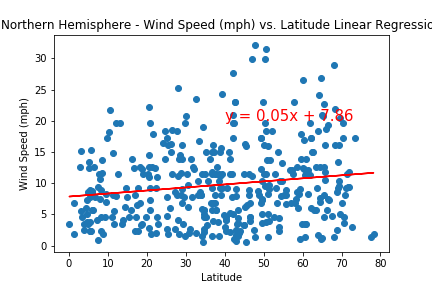 Northern Hemisphere - Wind Speed (mph) vs. Latitude Linear Regressio
y = 0.05x + 7.86
Wind Speed (mph)
30
25
20
15
10
5
0
0 10 20 30 40 50 60 70 80
Latitude